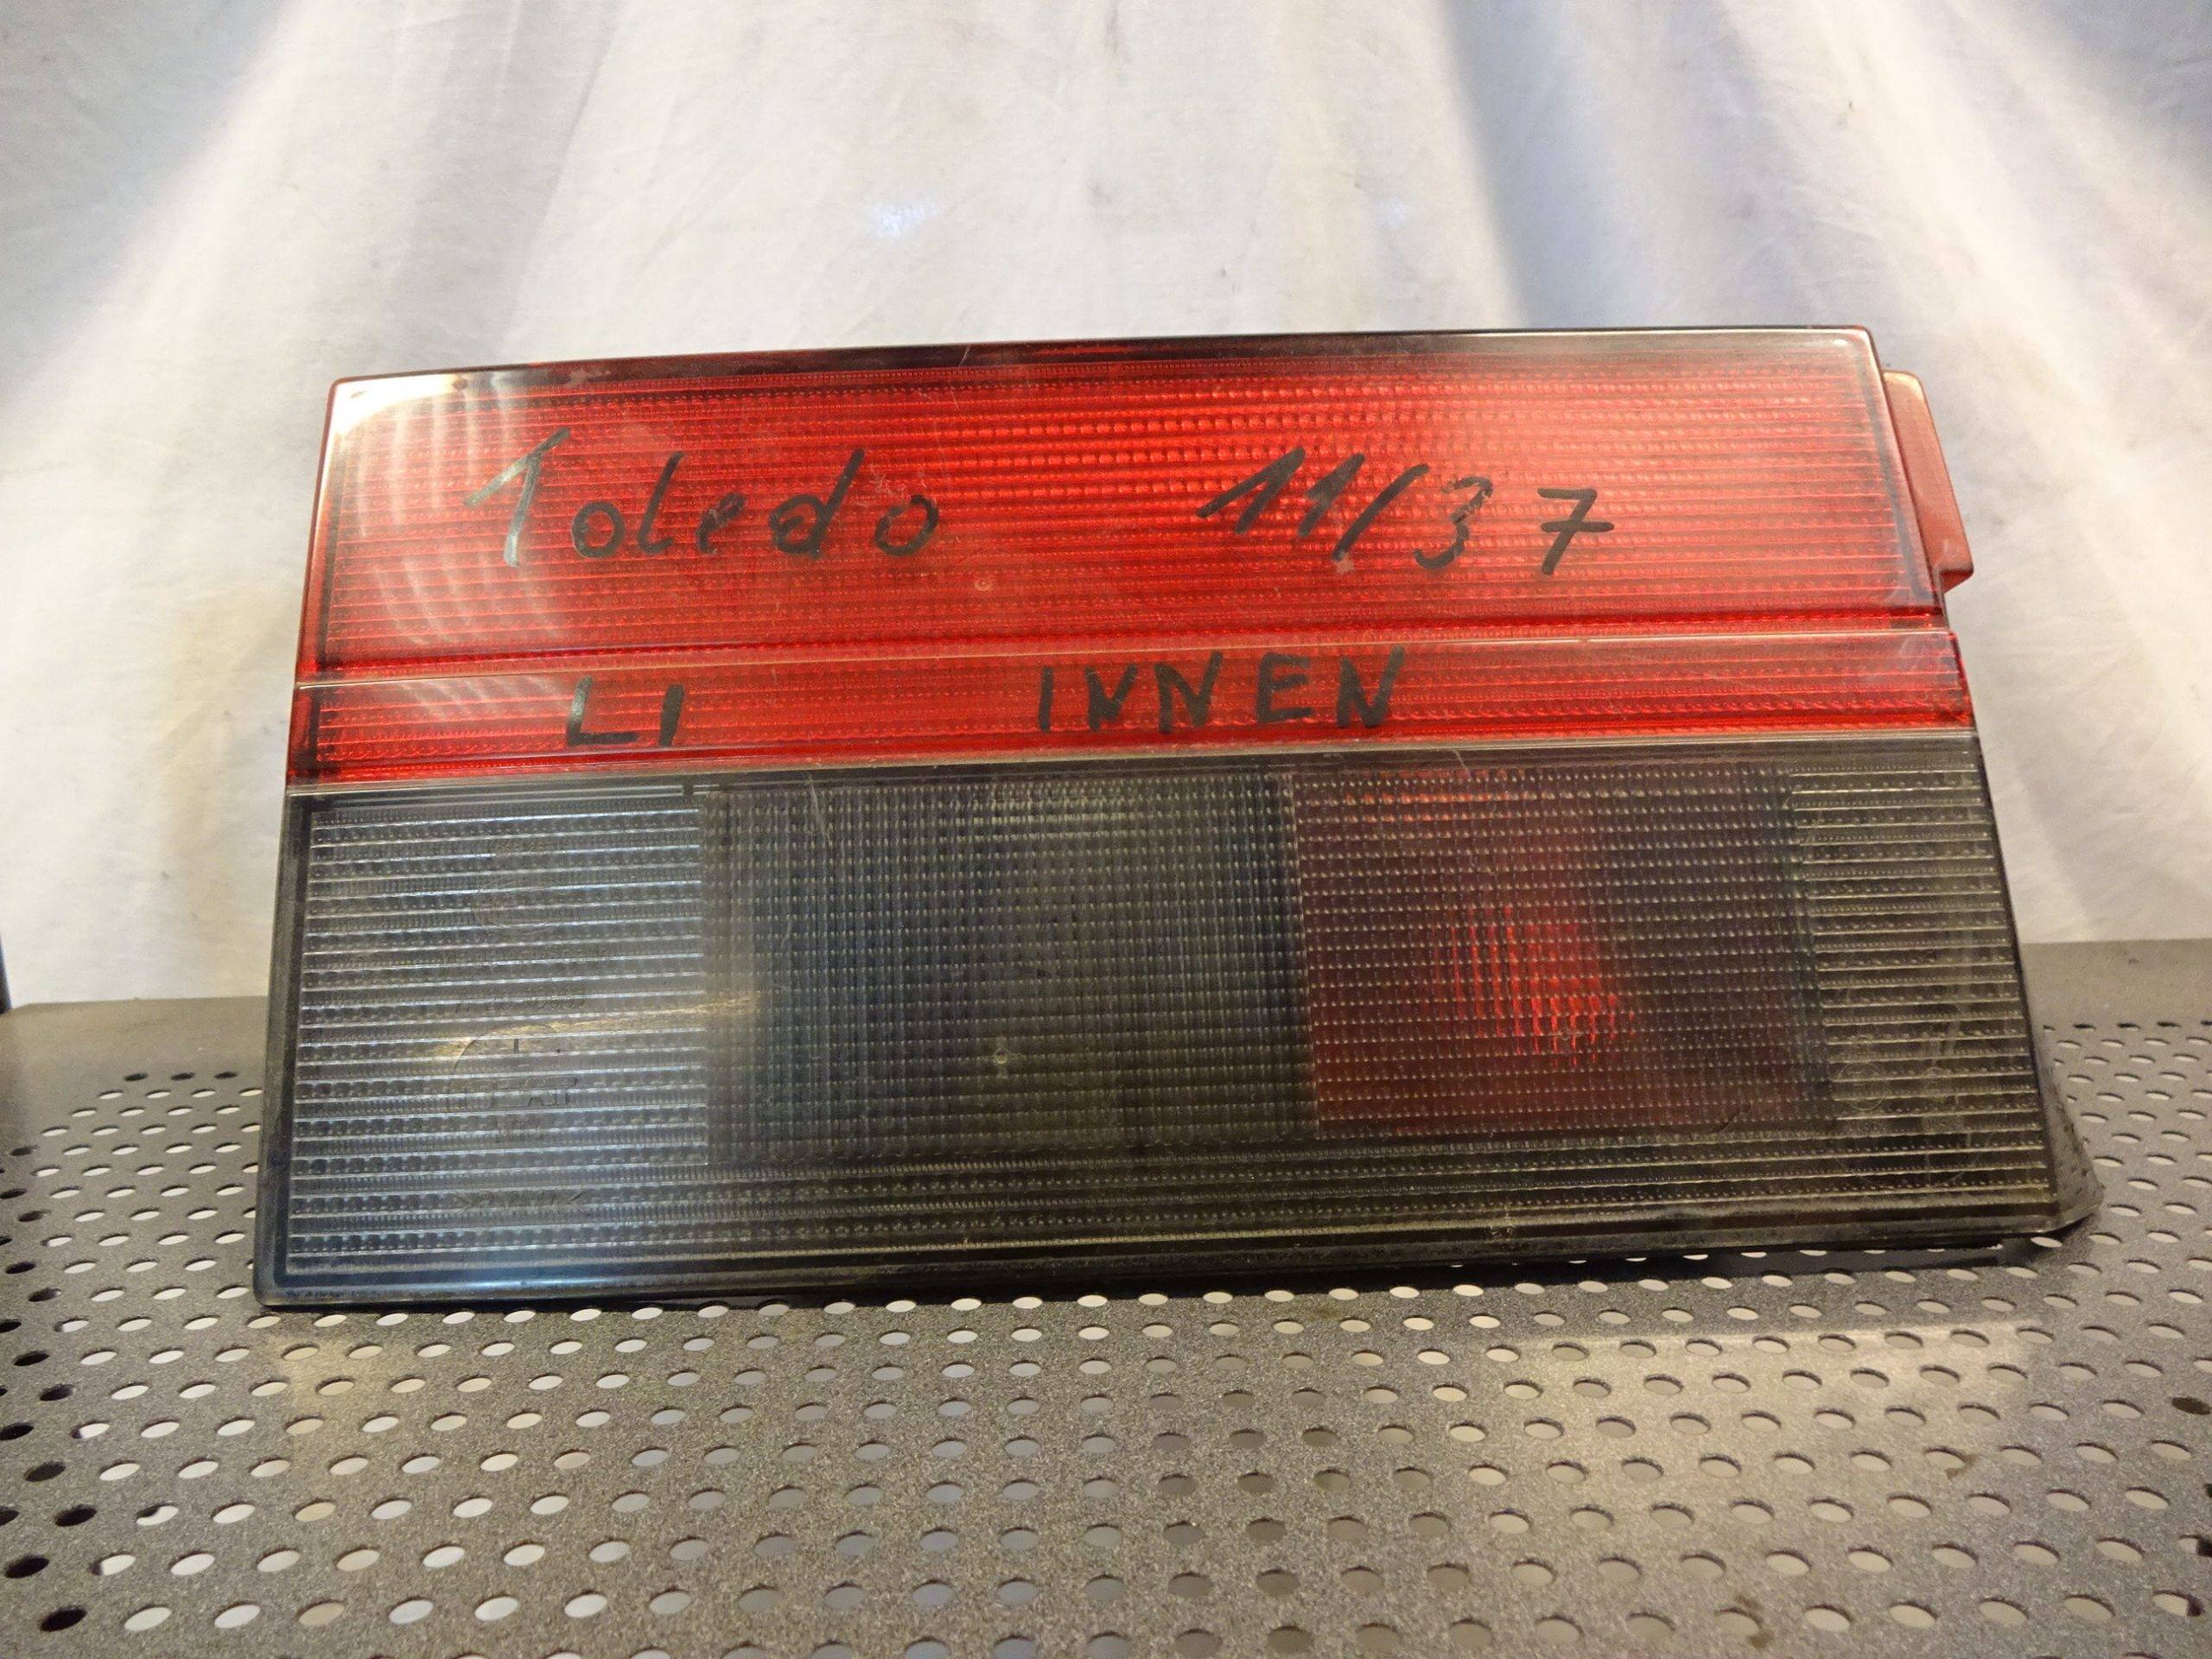 Toledo 11/37
LI INNEN